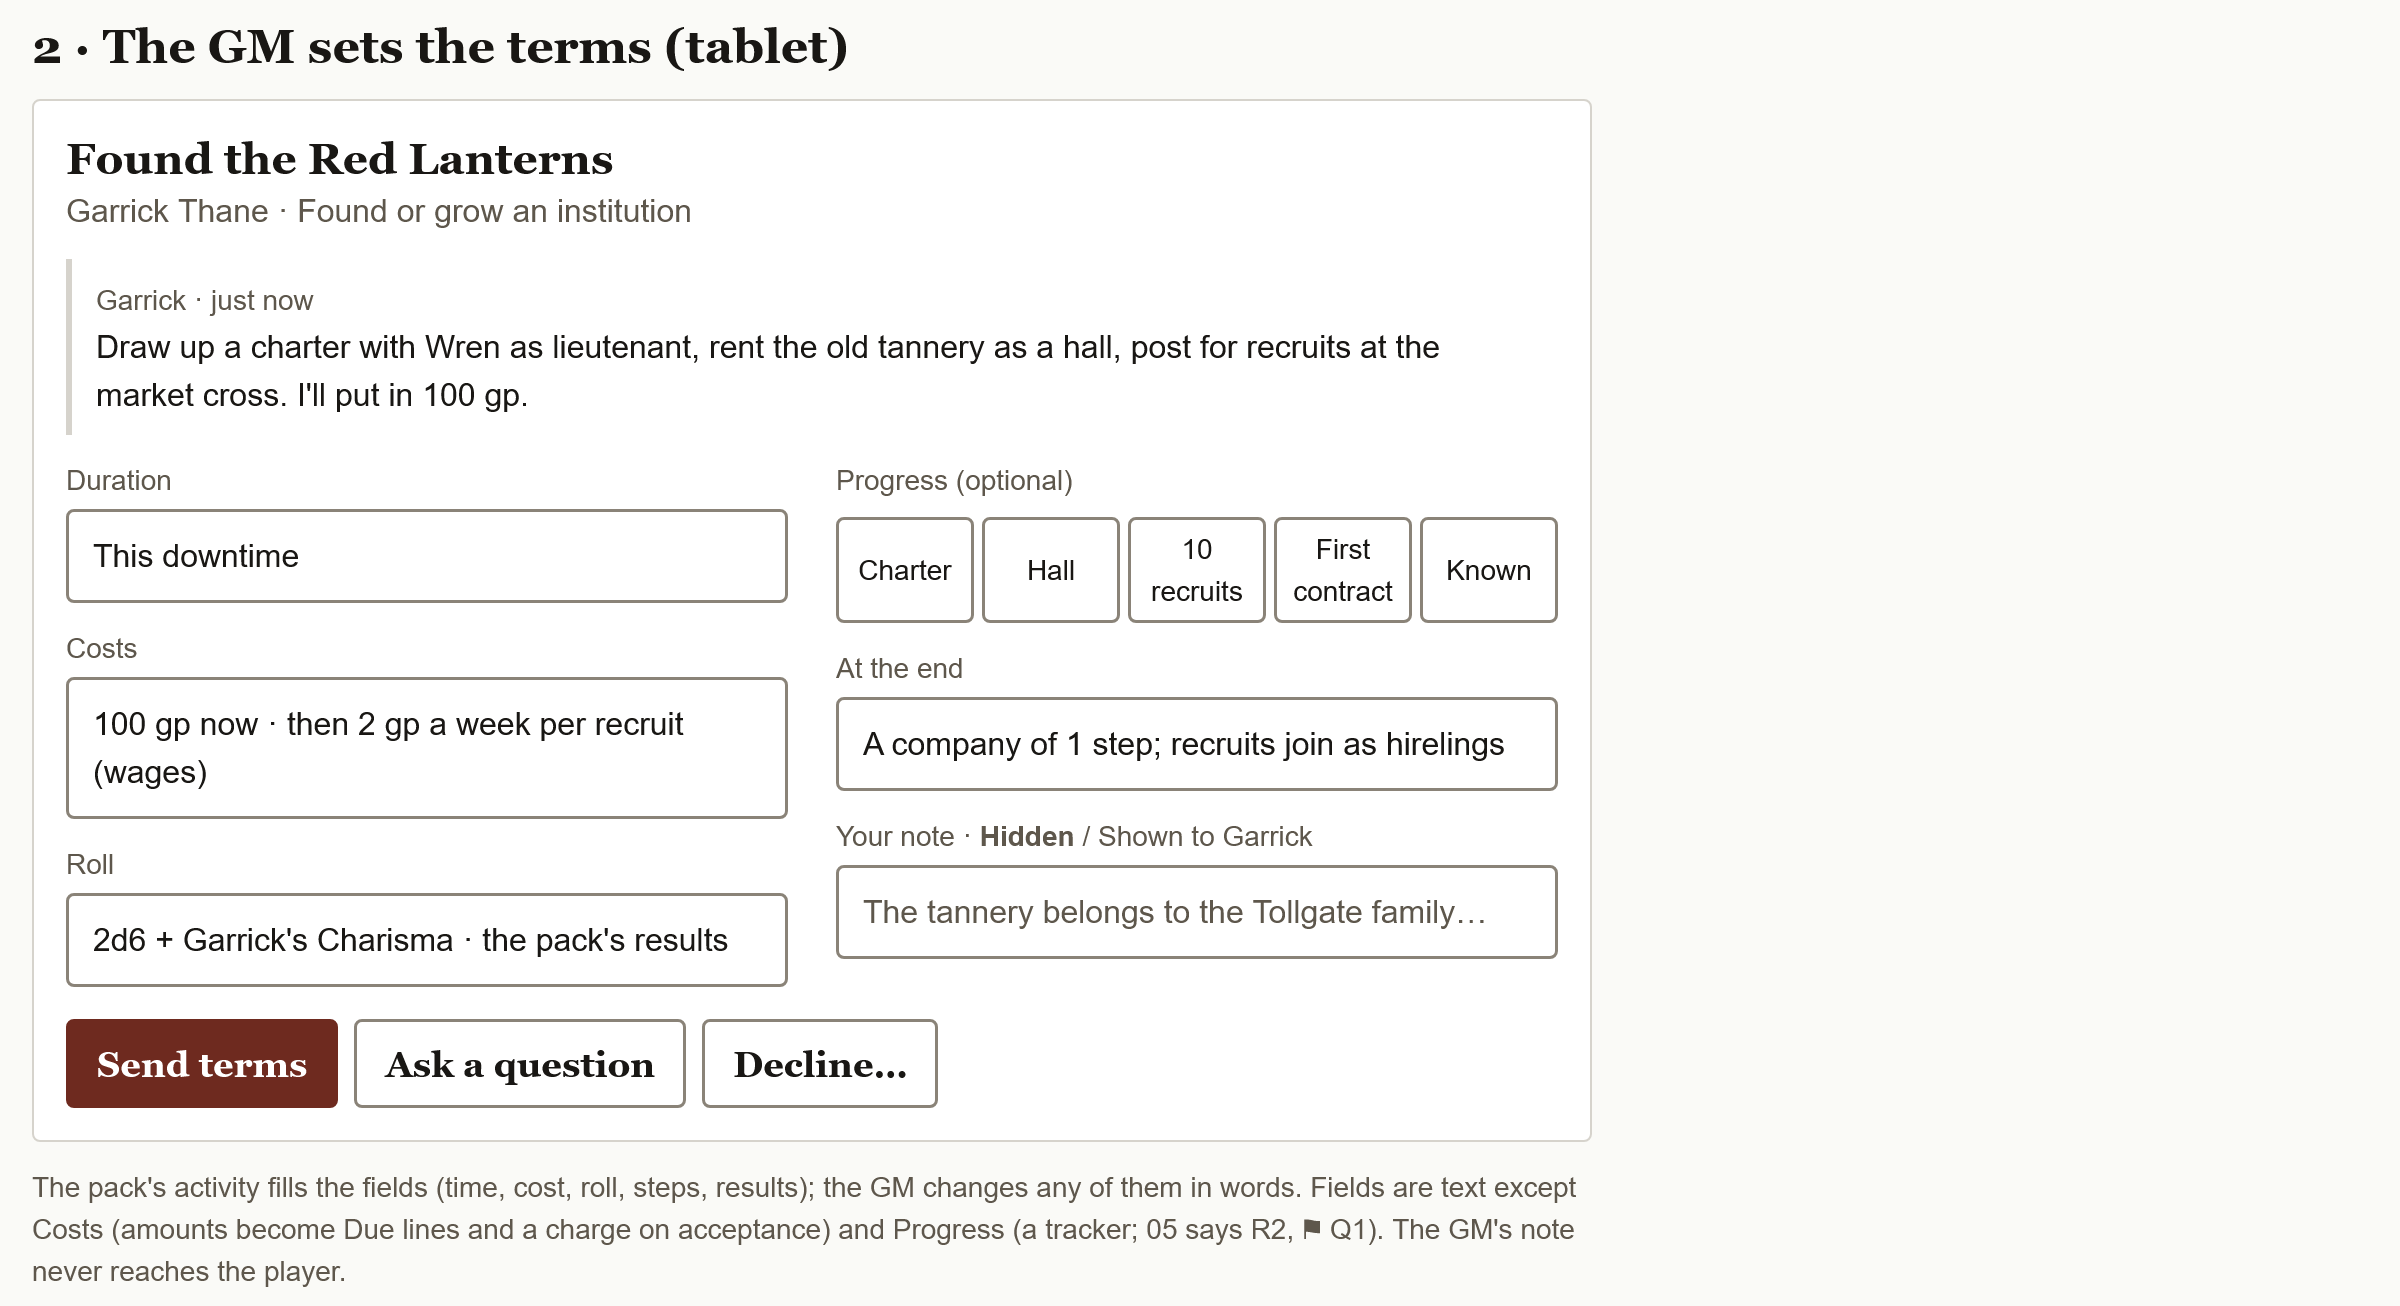 2 · The GM sets the terms (tablet)
Found the Red Lanterns
Garrick Thane · Found or grow an institution
Garrick · just now
Draw up a charter with Wren as lieutenant, rent the old tannery as a hall, post for recruits at the
market cross. I'll put in 100 gp.
Duration
This downtime
Costs
100 gp now · then 2 gp a week per recruit
(wages)
Roll
2d6 + Garrick's Charisma · the pack's results
Progress (optional)
Charter
Hall
10
recruits
First
contract
Known
At the end
A company of 1 step; recruits join as hirelings
Your note · Hidden / Shown to Garrick
The tannery belongs to the Tollgate family…
Send terms
Ask a question
Decline…
The pack's activity fills the fields (time, cost, roll, steps, results); the GM changes any of them in words. Fields are text except
Costs (amounts become Due lines and a charge on acceptance) and Progress (a tracker; 05 says R2, ⚑ Q1). The GM's note
never reaches the player.